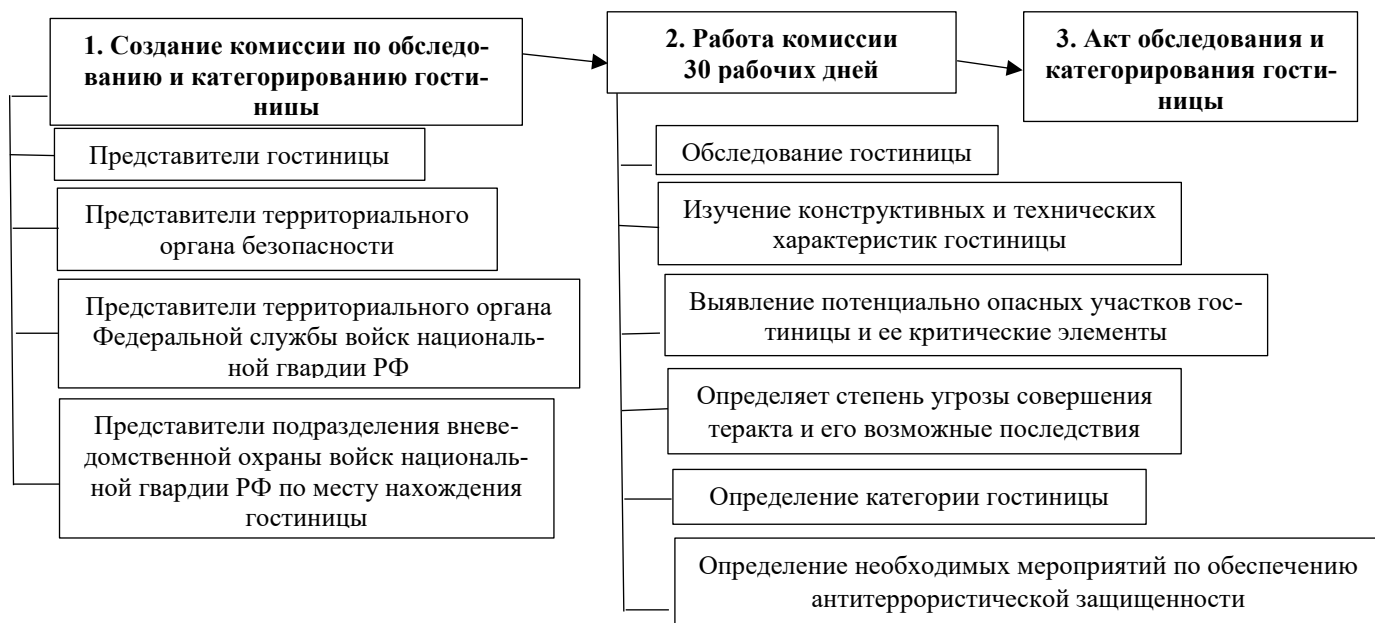 1. Создание комиссии по обследо-
ванию и категорированию гости-
ницы
Представители гостиницы
Представители территориального
органа безопасности
Представители территориального органа
Федеральной службы войск националь-
ной гвардии РФ
Представители подразделения вневе-
домственной охраны войск националь-
ной гвардии РФ по месту нахождения
гостиницы
2. Работа комиссии
30 рабочих дней
Обследование гостиницы
Изучение конструктивных и технических
характеристик гостиницы
Выявление потенциально опасных участков гос-
тиницы и ее критические элементы
Определяет степень угрозы совершения
теракта и его возможные последствия
Определение категории гостиницы
Определение необходимых мероприятий по обеспечению
антитеррористической защищенности
3. Акт обследования и
категорирования гости-
ницы